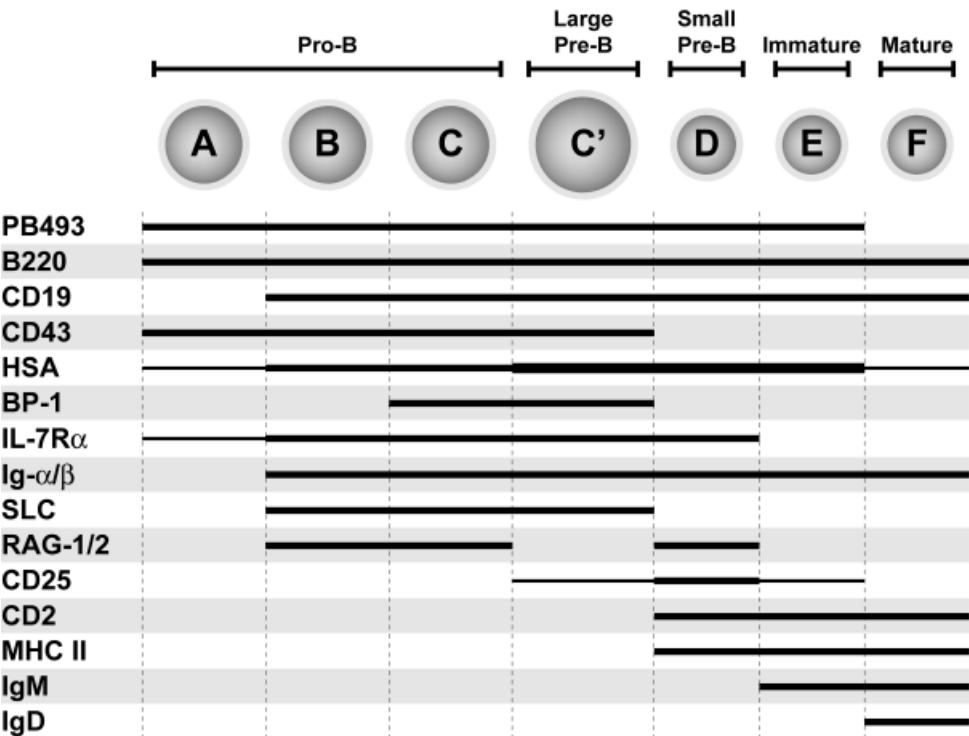 Pro-B
Large
Pre-B
Small
Pre-B
Immature
Mature
A B C C’ D E F
PB493
B220
CD19
CD43
HSA
BP-1
IL-7Rα
Ig-α/β
SLC
RAG-1/2
CD25
CD2
MHC II
IgM
IgD